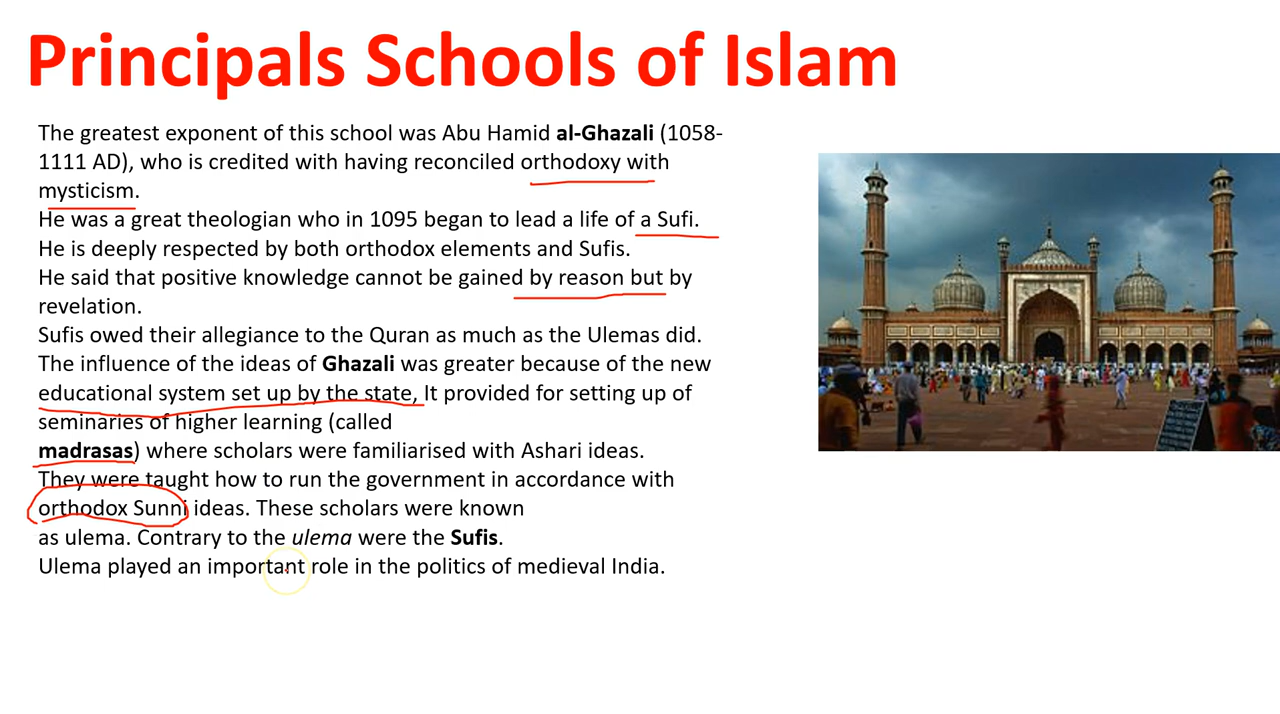 Principals Schools of Islam
The greatest exponent of this school was Abu Hamid al-Ghazali (1058-
1111 AD), who is credited with having reconciled orthodoxy with
mysticism.
He was a great theologian who in 1095 began to lead a life of a Sufi.
He is deeply respected by both orthodox elements and Sufis.
He said that positive knowledge cannot be gained by reason but by
revelation.
Sufis owed their allegiance to the Quran as much as the Ulemas did.
The influence of the ideas of Ghazali was greater because of the new
educational system set up by the state, It provided for setting up of
seminaries of higher learning (called
madrasas) where scholars were familiarised with Ashari ideas.
They were taught how to run the government in accordance with
orthodox Sunni ideas. These scholars were known
as ulema. Contrary to the ulema were the Sufis.
Ulema played an important role in the politics of medieval India.